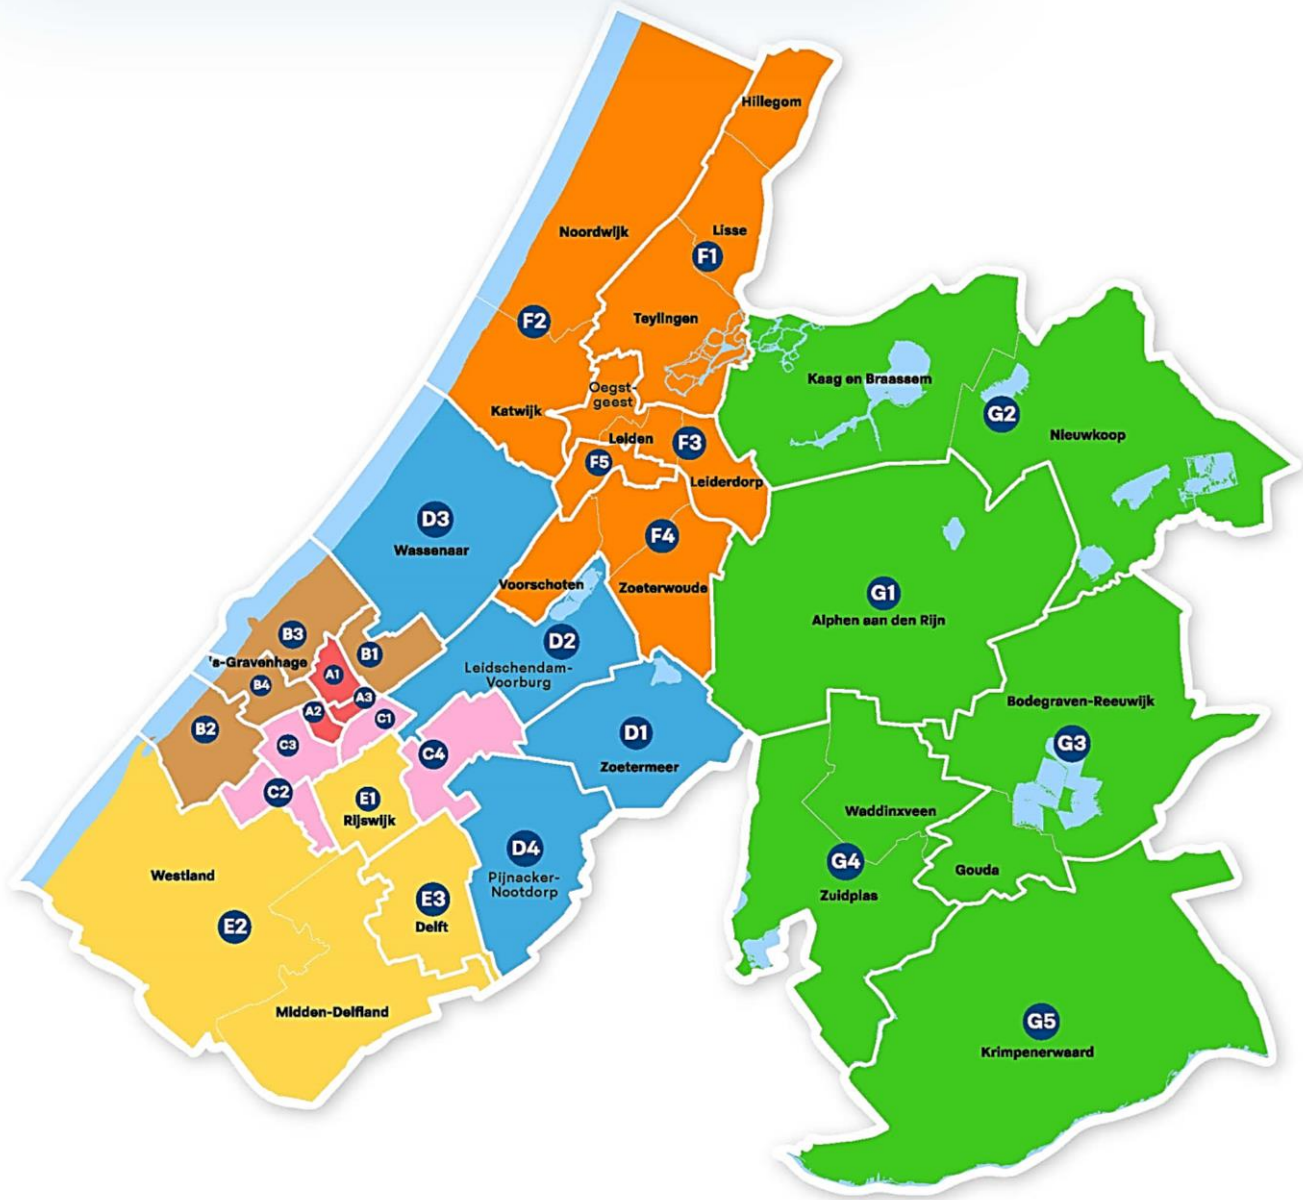 Hillegom
Noordwijk
Lisse
F1
F2
Teylingen
Kaag en Braassem
Oegst-
geest
Katwijk
G2
Nieuwkoop
Leiden
F3
F5
Leiderdorp
D3
Wassenaar
F4
Voorschoten
Zoeterwoude
G1
Alphen aan den Rijn
B3
's-Gravenhage
B1
D2
Leidschendam-
Voorburg
A1
B4
A3
A2
C1
B2
C3
C4
D1
Zoetermeer
Bodegraven-Reeuwijk
G3
C2
E1
Rijswijk
Waddinxveen
D4
Pijnacker-
Nootdorp
G4
Zuidplas
Gouda
Westland
E2
E3
Delft
Midden-Delfland
G5
Krimpenerwaard